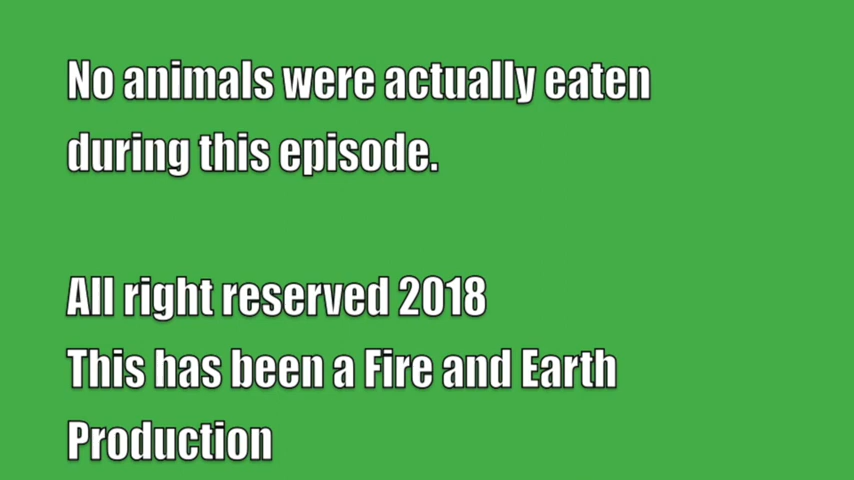 No animals were actually eaten
during this episode.
All right reserved 2018
This has been a Fire and Earth
Production